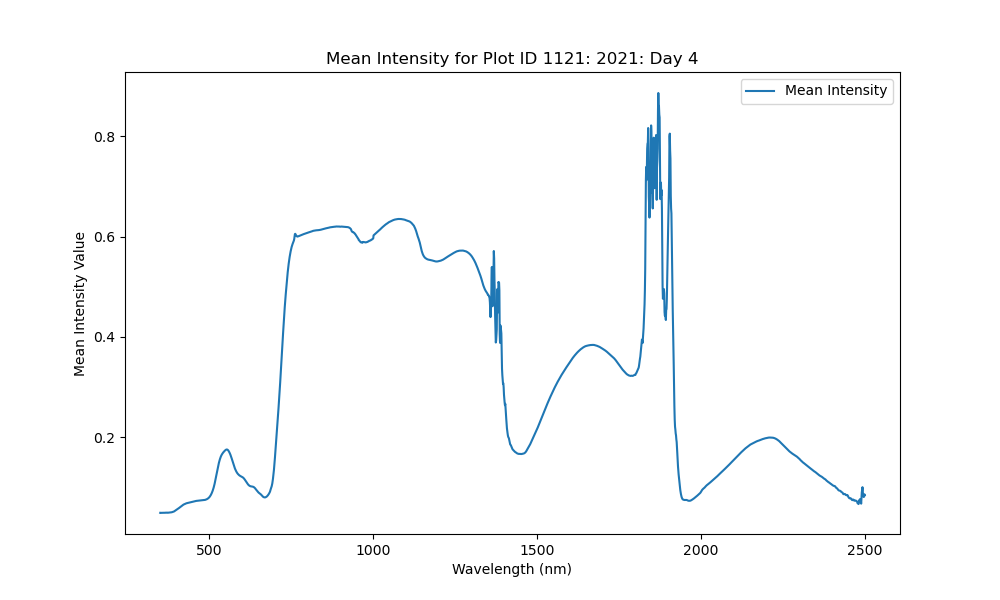 Mean Intensity for Plot ID 1121: 2021: Day 4
Mean Intensity
Mean Intensity Value
0.8
0.6
0.4
0.2
500
1000
1500
2000
2500
Wavelength (nm)